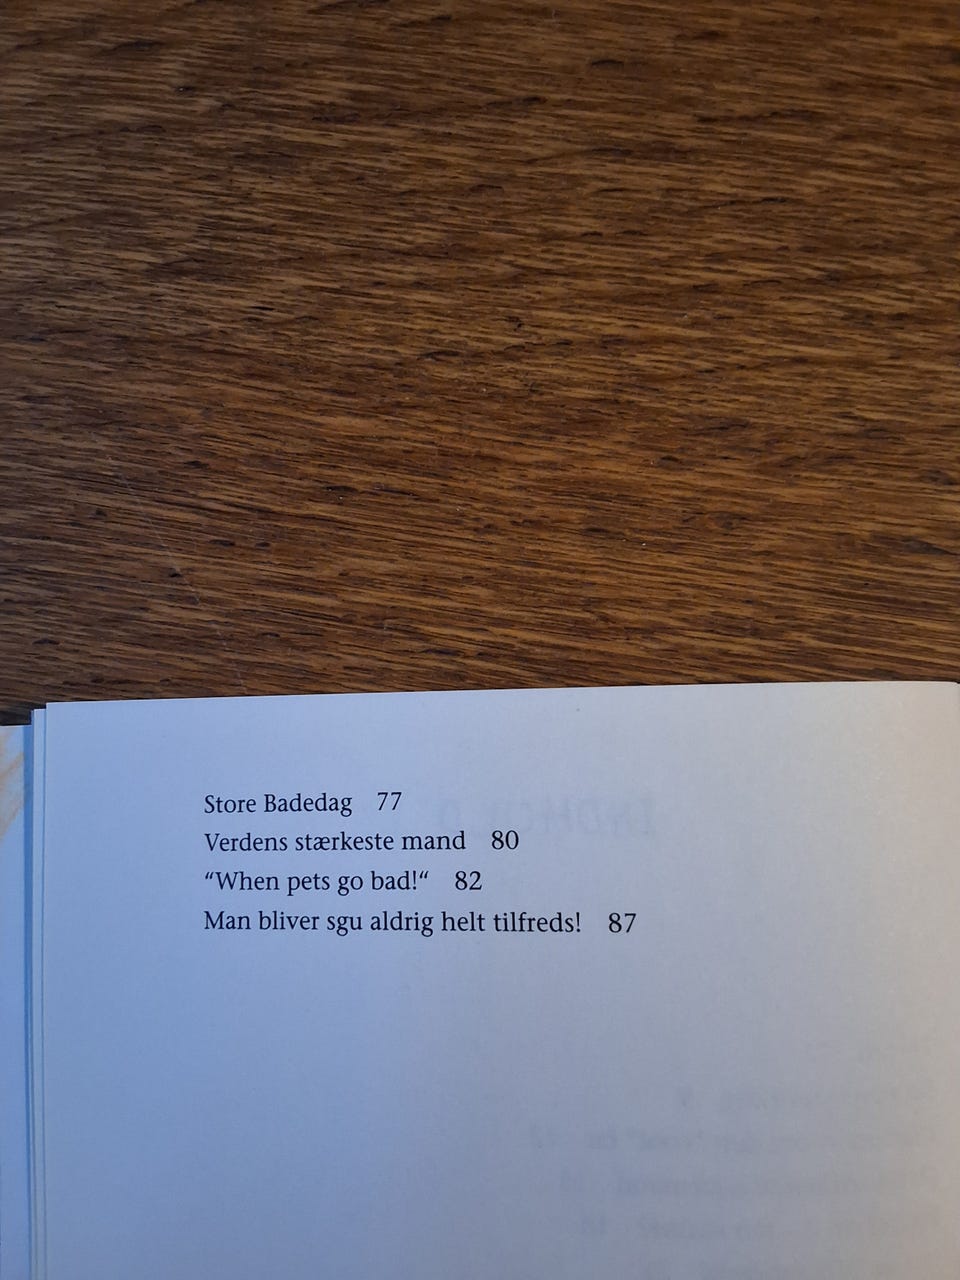 Store Badedag 77
Verdens stærkeste mand 80
“When pets go bad!“ 82
Man bliver sgu aldrig helt tilfreds! 87